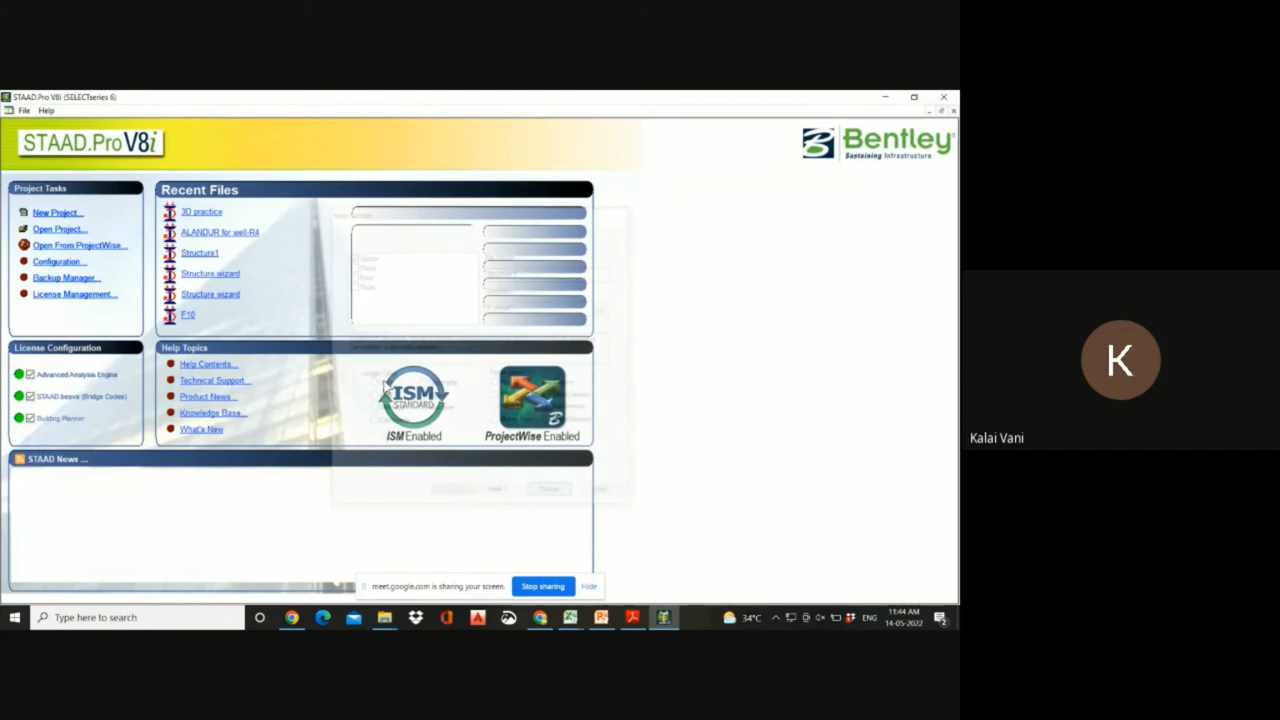 STAAD.Pro V8i (SELECTseries 6)
File Help
STAAD.Pro V8i
Bentley
Sustaining Infrastructure
Project Tasks
New Project...
Open Project...
Open From ProjectWise...
Configuration...
Backup Manager...
License Management...
Recent Files
3D practice
ALANDUR for well-R4
Structure1
Structure wizard
Structure wizard
F10
License Configuration
Advanced Analysis Engine
STAAD.beava (Bridge Codes)
Building Planner
Help Topics
Help Contents...
Technical Support...
Product News...
Knowledge Base...
What's New
ISM
STANDARD
ISM Enabled
ProjectWise Enabled
STAAD News ...
meet.google.com is sharing your screen. Stop sharing Hide
Type here to search
34°C ENG 11:44 AM
14-05-2022
2
K
Kalai Vani